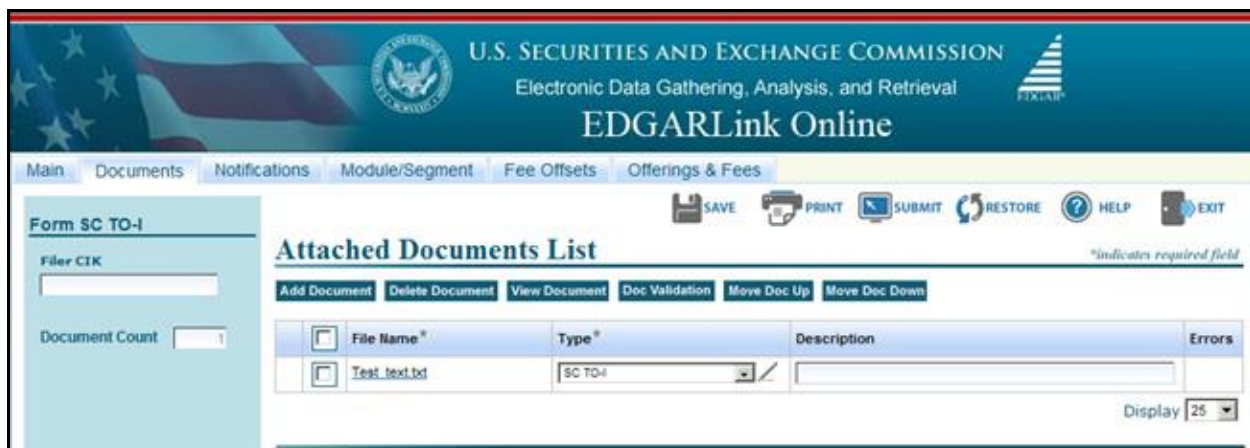 U.S. SECURITIES AND EXCHANGE COMMISSION
Electronic Data Gathering, Analysis, and Retrieval
EDGAR®
EDGARLink Online
Main Documents Notifications Module/Segment Fee Offsets Offerings & Fees
SAVE PRINT SUBMIT RESTORE HELP EXIT
Form SC TO-I
Filer CIK
Document Count 1
Attached Documents List
*indicates required field
Add Document Delete Document View Document Doc Validation Move Doc Up Move Doc Down
File Name* Type* Description Errors
Test_text.txt SC TO-I
Display 25